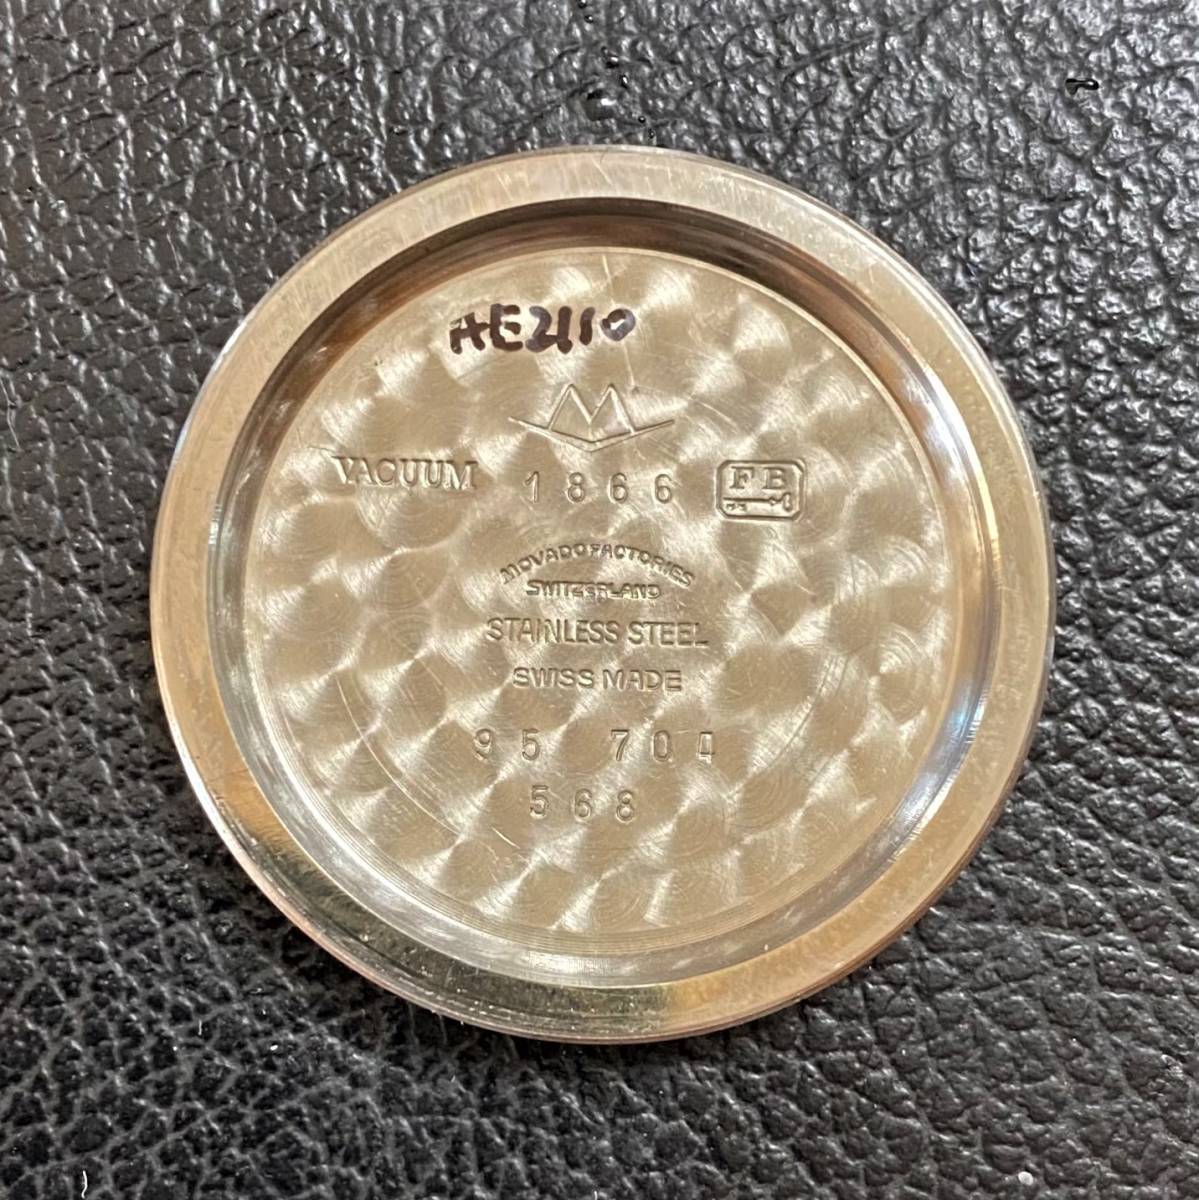 AE2110
M
VACUUM 1866 FB
MOVADO FACTORIES
SWITZERLAND
STAINLESS STEEL
SWISS MADE
95 704
568